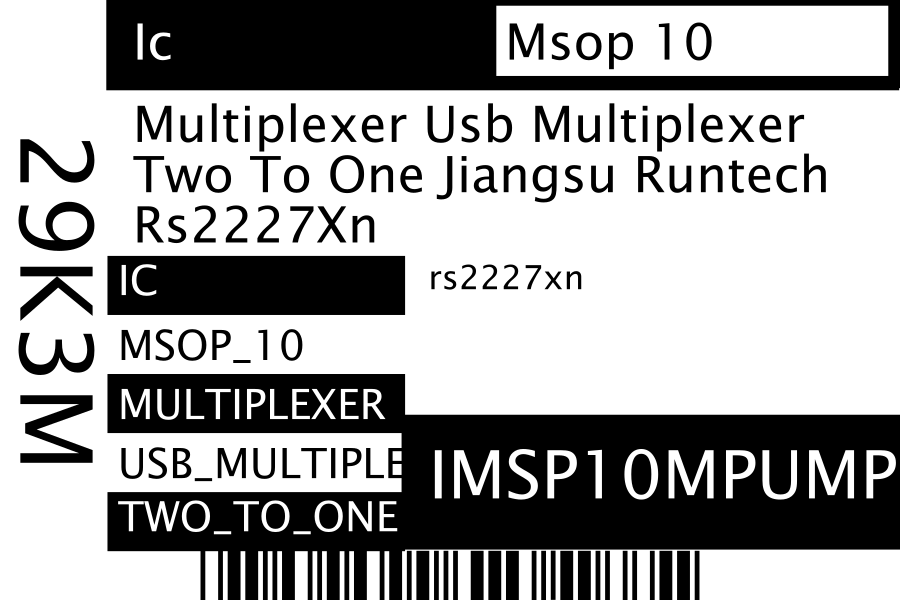 Ic
Msop 10
Multiplexer Usb Multiplexer
Two To One Jiangsu Runtech
Rs2227Xn
29K3M
IC
rs2227xn
MSOP_10
MULTIPLEXER
USB_MULTIPLE
IMSP10MPUMP
TWO_TO_ONE